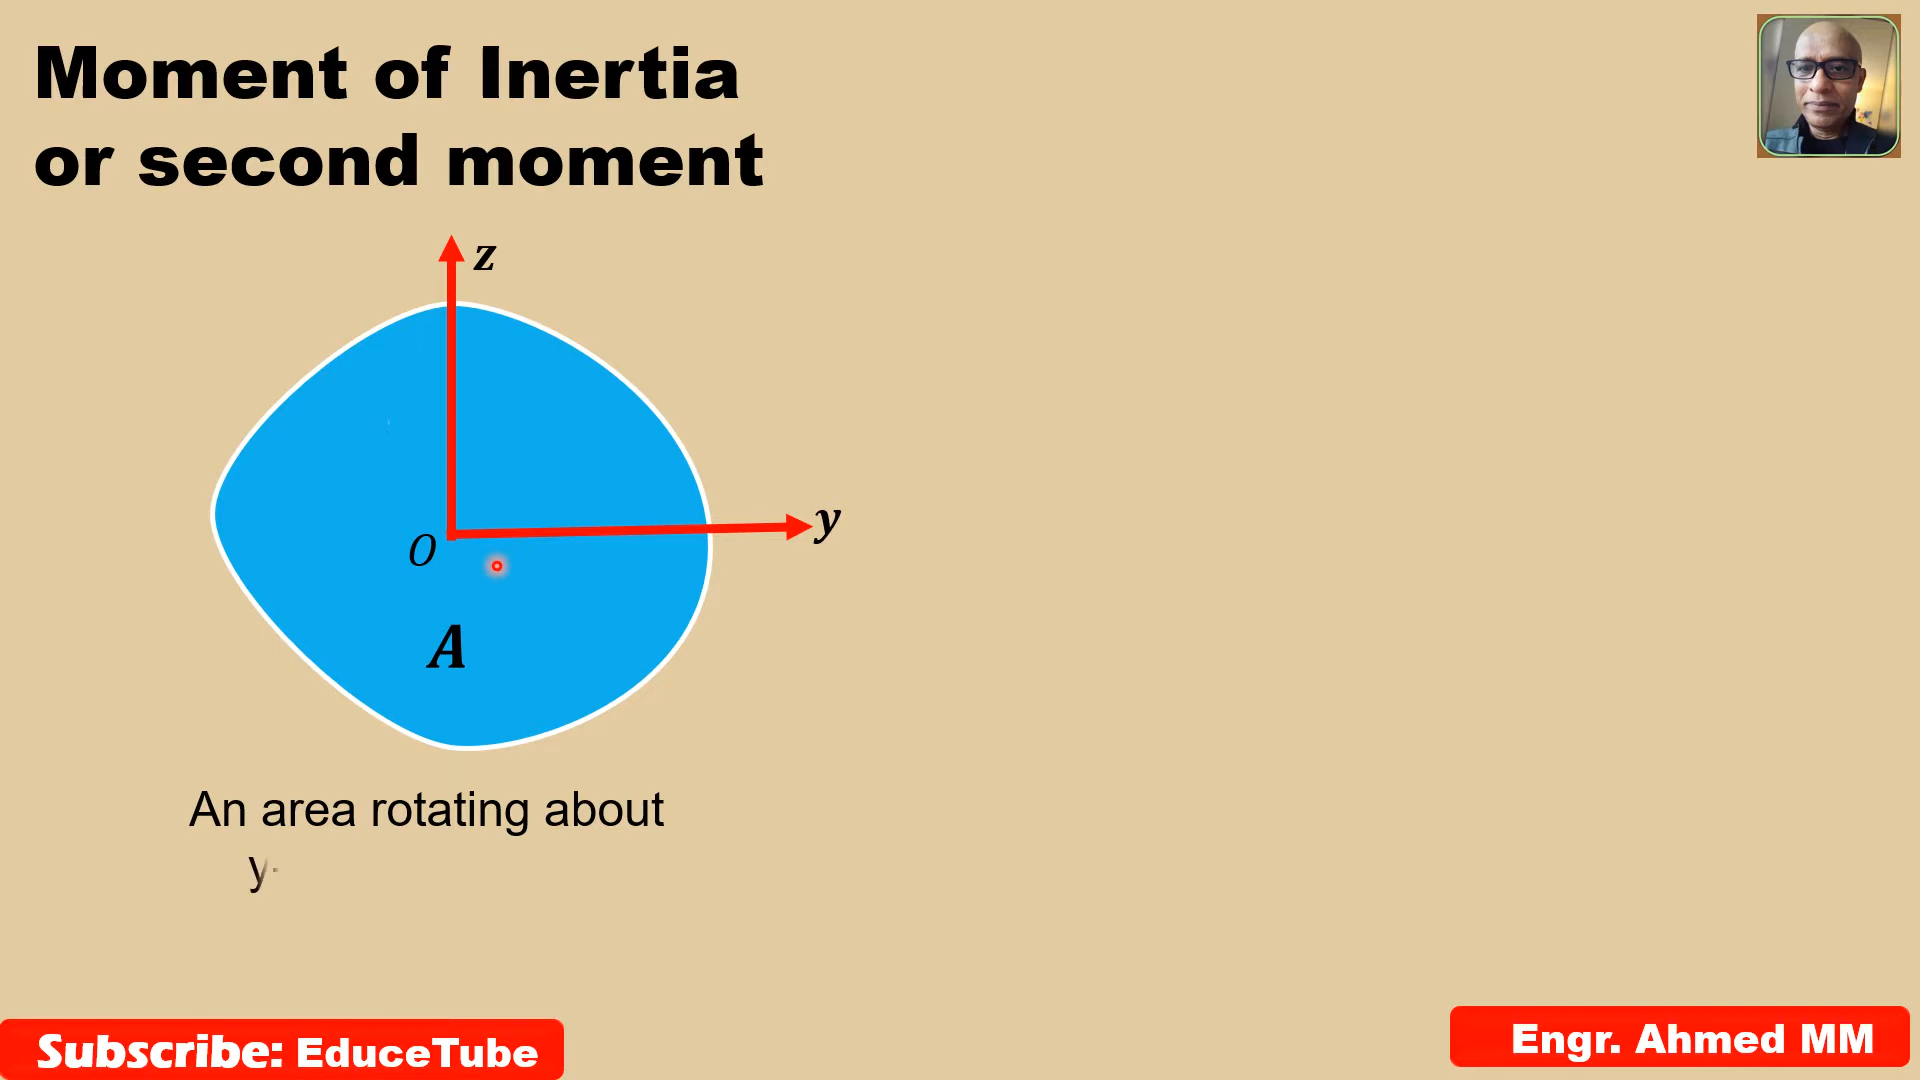 Moment of Inertia
or second moment
z
y
O
A
An area rotating about
y
Subscribe: EduceTube
Engr. Ahmed MM